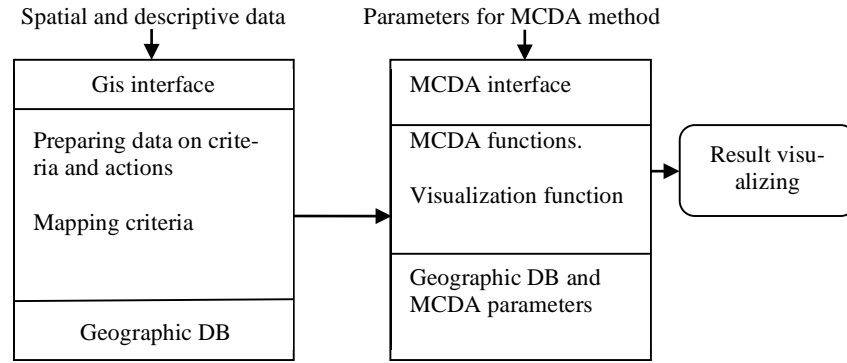 Spatial and descriptive data
Parameters for MCDA method
Gis interface
Preparing data on crite-
ria and actions
Mapping criteria
Geographic DB
MCDA interface
MCDA functions.
Visualization function
Geographic DB and
MCDA parameters
Result visu-
alizing